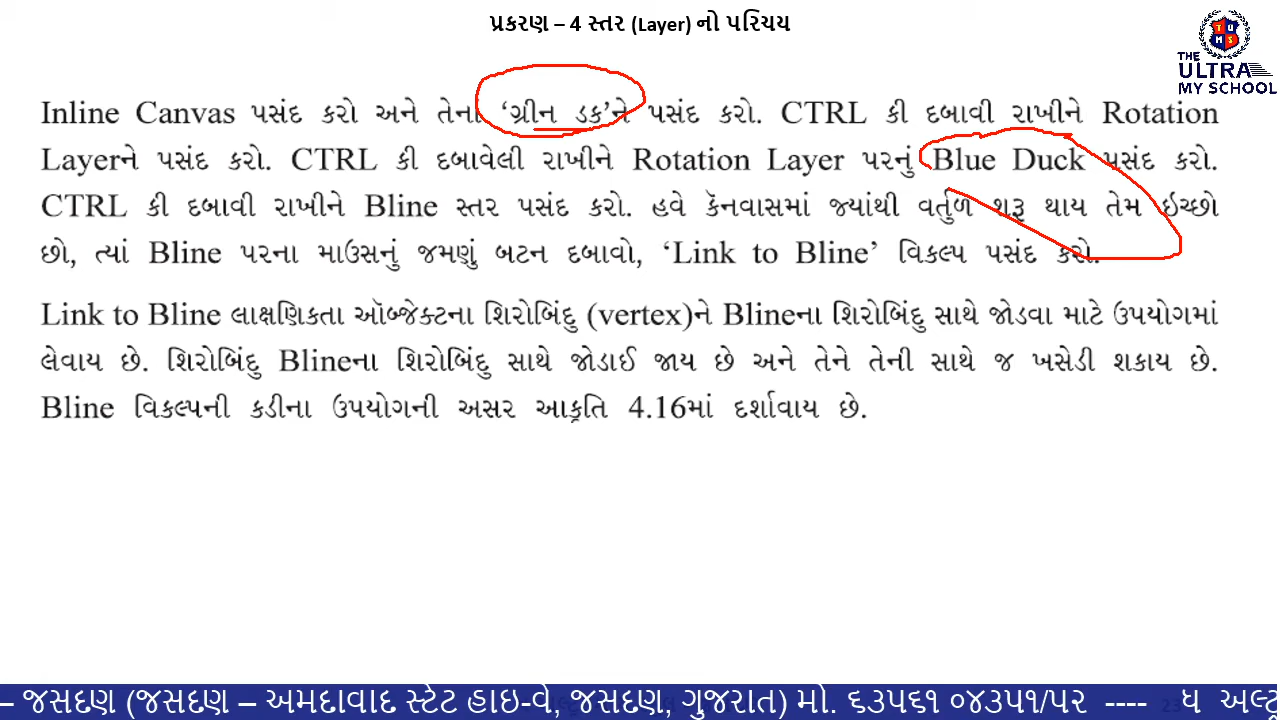 પ્રકરણ – 4 સ્તર (Layer) નો પરિચય
THE
ULTRA
MY SCHOOL
TUMS
Inline Canvas પસંદ કરો અને તેના ‘ગ્રીન ડક’ને પસંદ કરો. CTRL કી દબાવી રાખીને Rotation
Layerને પસંદ કરો. CTRL કી દબાવેલી રાખીને Rotation Layer પરનું Blue Duck પસંદ કરો.
CTRL કી દબાવી રાખીને Bline સ્તર પસંદ કરો. હવે કૅનવાસમાં જ્યાંથી વર્તુળ શરૂ થાય તેમ ઇચ્છો
છો, ત્યાં Bline પરના માઉસનું જમણું બટન દબાવો, ‘Link to Bline’ વિકલ્પ પસંદ કરો.
Link to Bline લાક્ષણિકતા ઑબ્જેક્ટના શિરોબિંદુ (vertex)ને Blineના શિરોબિંદુ સાથે જોડવા માટે ઉપયોગમાં
લેવાય છે. શિરોબિંદુ Blineના શિરોબિંદુ સાથે જોડાઈ જાય છે અને તેને તેની સાથે જ ખસેડી શકાય છે.
Bline વિકલ્પની કડીના ઉપયોગની અસર આકૃતિ 4.16માં દર્શાવાય છે.
– જસદણ (જસદણ – અમદાવાદ સ્ટેટ હાઇ-વે, જસદણ, ગુજરાત) મો. ૬૩૫૬૧ ૦૪૩૫૧/૫૨ ---- ધ અલ્ટ્